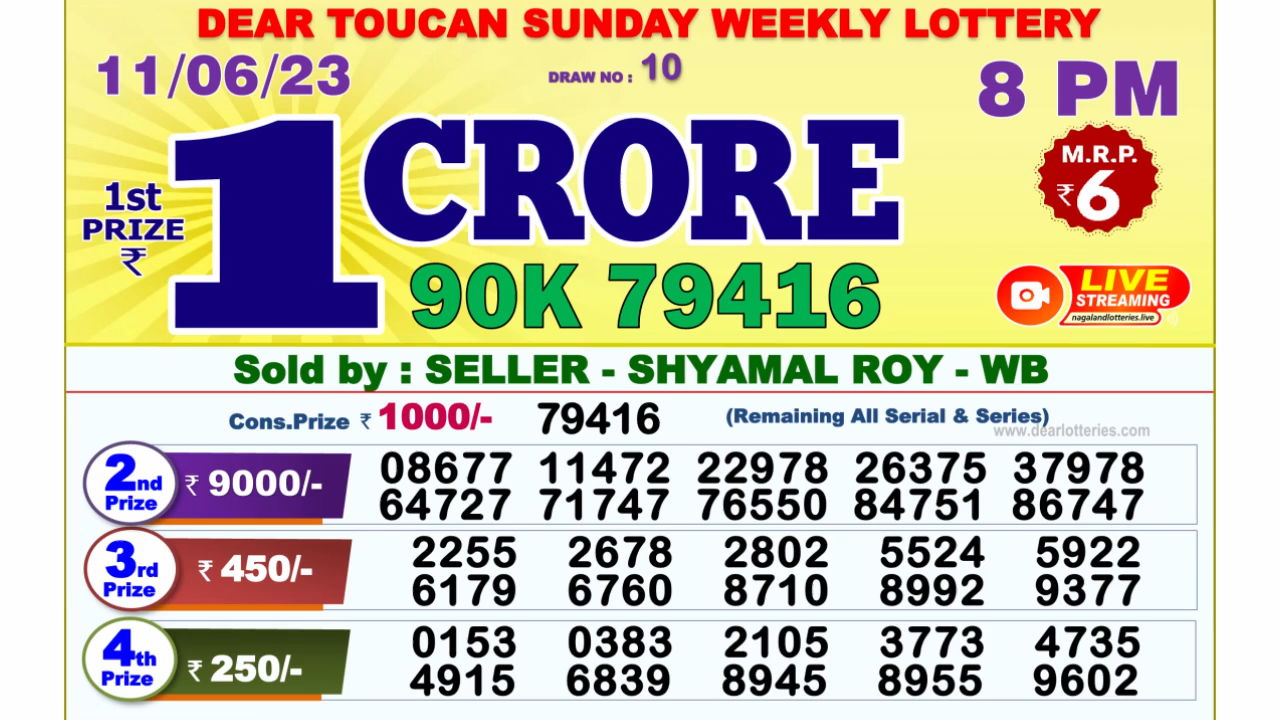 DEAR TOUCAN SUNDAY WEEKLY LOTTERY
11/06/23
DRAW NO : 10
8 PM
1st
PRIZE
₹
1 CRORE
M.R.P.
₹ 6
90K 79416
LIVE
STREAMING
nagalandlotteries.live
Sold by : SELLER - SHYAMAL ROY - WB
Cons.Prize ₹ 1000/- 79416 (Remaining All Serial & Series)
www.dearlotteries.com
2nd
Prize
₹ 9000/-
08677 11472 22978 26375 37978
64727 71747 76550 84751 86747
3rd
Prize
₹ 450/-
2255 2678 2802 5524 5922
6179 6760 8710 8992 9377
4th
Prize
₹ 250/-
0153 0383 2105 3773 4735
4915 6839 8945 8955 9602